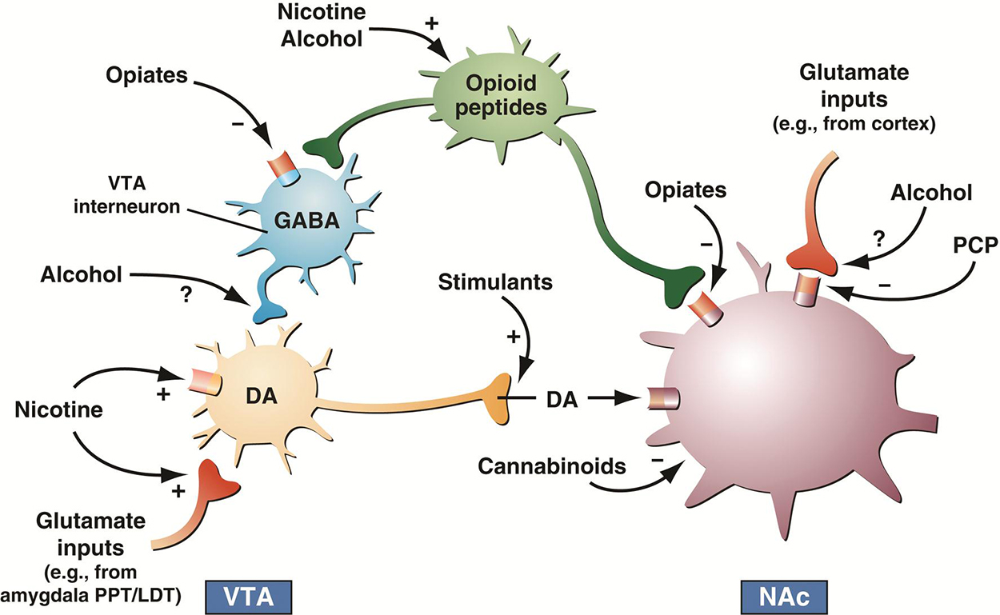 Nicotine
Alcohol
+
Opiates
–
Opioid
peptides
Glutamate
inputs
(e.g., from cortex)
VTA
interneuron
GABA
Opiates
–
Alcohol
?
PCP
–
Alcohol
?
Stimulants
+
Nicotine
+
+
DA
DA
Cannabinoids
–
Glutamate
inputs
(e.g., from
amygdala PPT/LDT)
VTA
NAc